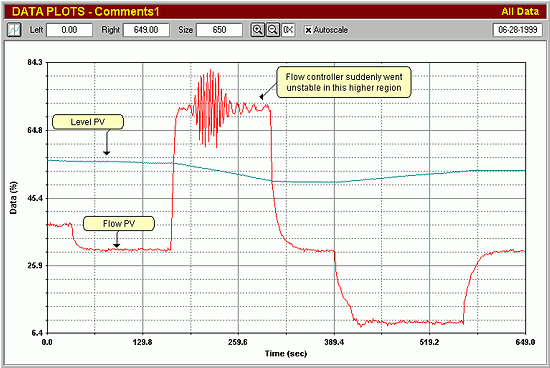 DATA PLOTS - Comments1
All Data
Left 0.00 Right 649.00 Size 650 Autoscale 06-28-1999
84.3
Flow controller suddenly went
unstable in this higher region
64.8
Level PV
Data (%)
45.4
Flow PV
25.9
6.4
0.0 129.8 259.6 389.4 519.2 649.0
Time (sec)